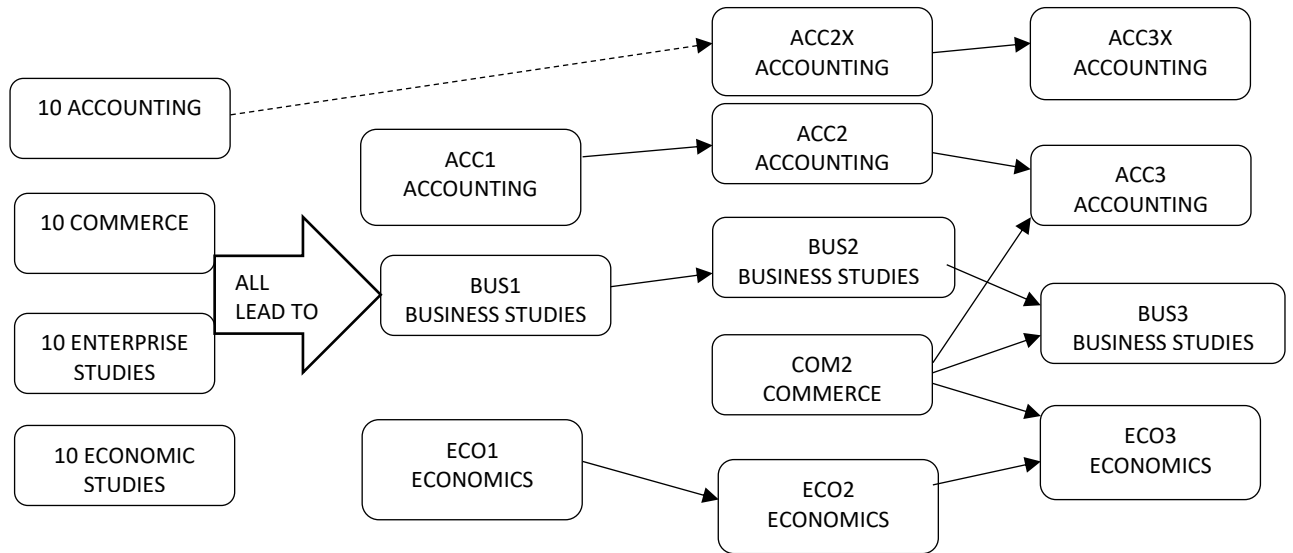 10 ACCOUNTING
10 COMMERCE
10 ENTERPRISE
STUDIES
10 ECONOMIC
STUDIES
ALL
LEAD TO
ACC1
ACCOUNTING
BUS1
BUSINESS STUDIES
ECO1
ECONOMICS
ACC2X
ACCOUNTING
ACC2
ACCOUNTING
BUS2
BUSINESS STUDIES
COM2
COMMERCE
ECO2
ECONOMICS
ACC3X
ACCOUNTING
ACC3
ACCOUNTING
BUS3
BUSINESS STUDIES
ECO3
ECONOMICS